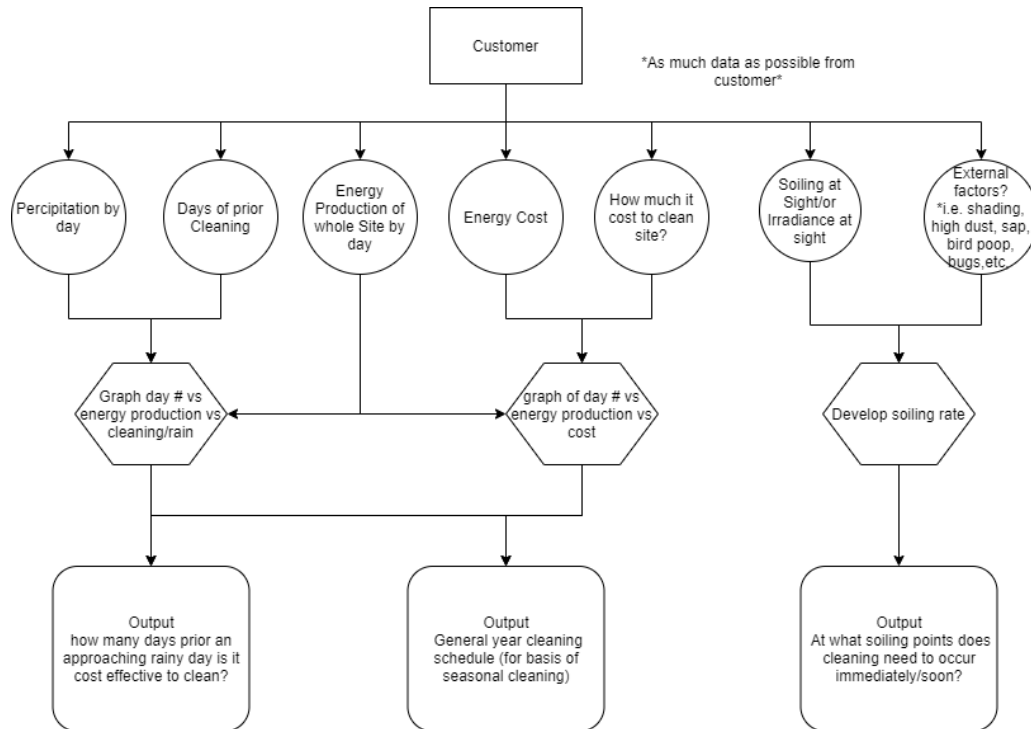 Customer
*As much data as possible from
customer*
Percipitation by
day
Days of prior
Cleaning
Energy
Production of
whole Site by
day
Energy Cost
How much it
cost to clean
site?
Soiling at
Sight/or
Irradiance at
sight
External
factors?
*i.e. shading,
high dust, sap,
bird poop,
bugs,etc.
Graph day # vs
energy production vs
cleaning/rain
graph of day # vs
energy production vs
cost
Develop soiling rate
Output
how many days prior an
approaching rainy day is it
cost effective to clean?
Output
General year cleaning
schedule (for basis of
seasonal cleaning)
Output
At what soiling points does
cleaning need to occur
immediately/soon?